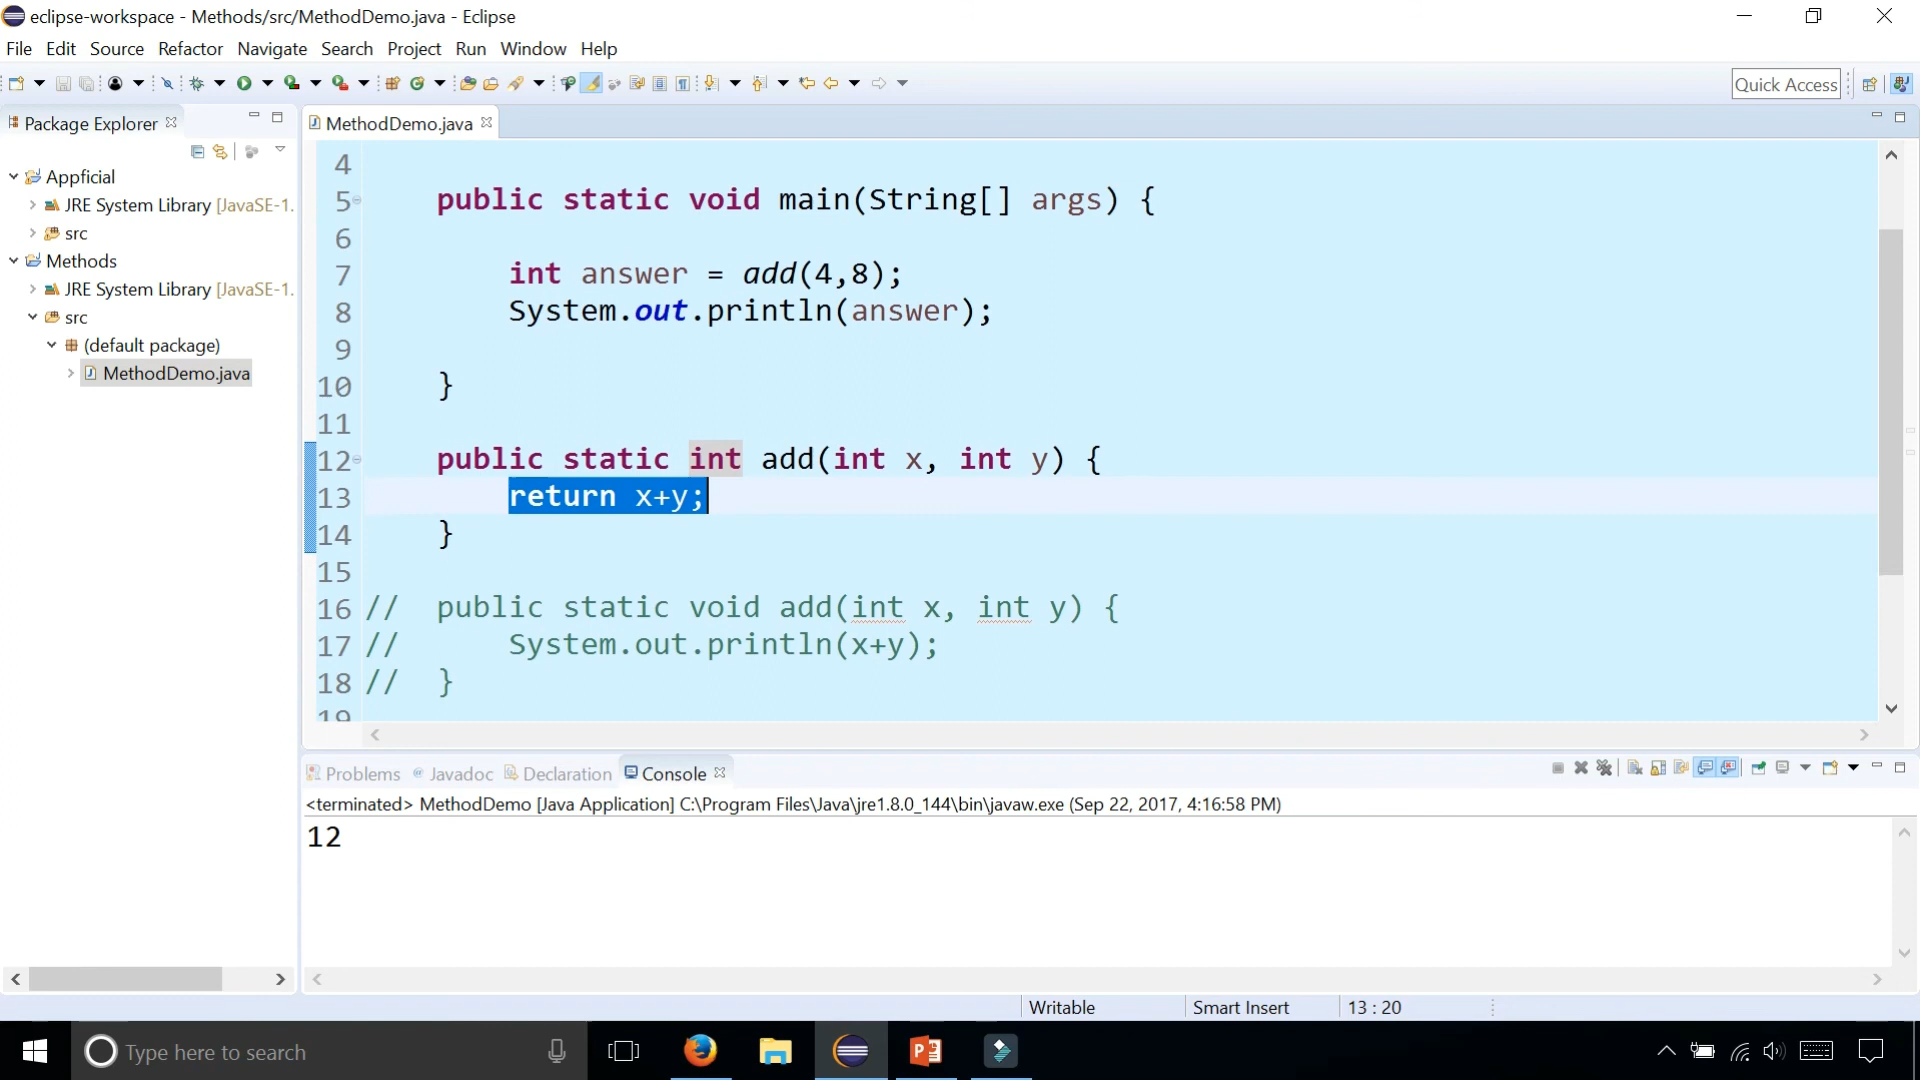 eclipse-workspace - Methods/src/MethodDemo.java - Eclipse
File Edit Source Refactor Navigate Search Project Run Window Help
Quick Access
Package Explorer
MethodDemo.java
Appficial
JRE System Library [JavaSE-1.
src
Methods
JRE System Library [JavaSE-1.
src
(default package)
MethodDemo.java
4
5 public static void main(String[] args) {
6
7 int answer = add(4,8);
8 System.out.println(answer);
9
10 }
11
12 public static int add(int x, int y) {
13 return x+y;
14 }
15
16 // public static void add(int x, int y) {
17 // System.out.println(x+y);
18 // }
19
Problems @ Javadoc Declaration Console
<terminated> MethodDemo [Java Application] C:\Program Files\Java\jre1.8.0_144\bin\javaw.exe (Sep 22, 2017, 4:16:58 PM)
12
Writable Smart Insert 13 : 20
Type here to search